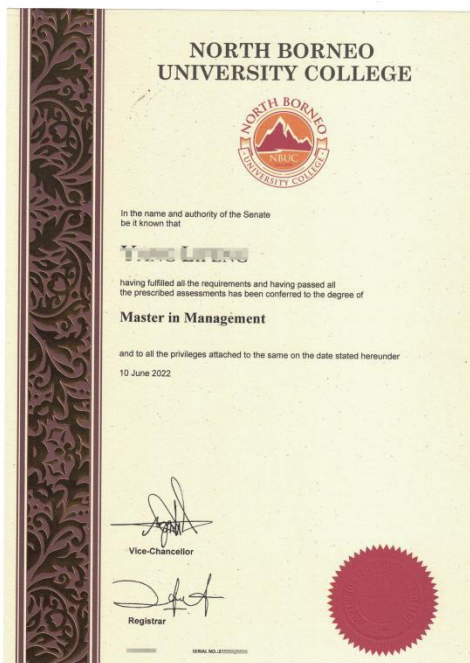 NORTH BORNEO
UNIVERSITY COLLEGE
NORTH BORNEO
NBUC
UNIVERSITY COLLEGE
In the name and authority of the Senate
be it known that
having fulfilled all the requirements and having passed all
the prescribed assessments has been conferred to the degree of
Master in Management
and to all the privileges attached to the same on the date stated hereunder
10 June 2022
Vice-Chancellor
Registrar
SERIAL NO.: